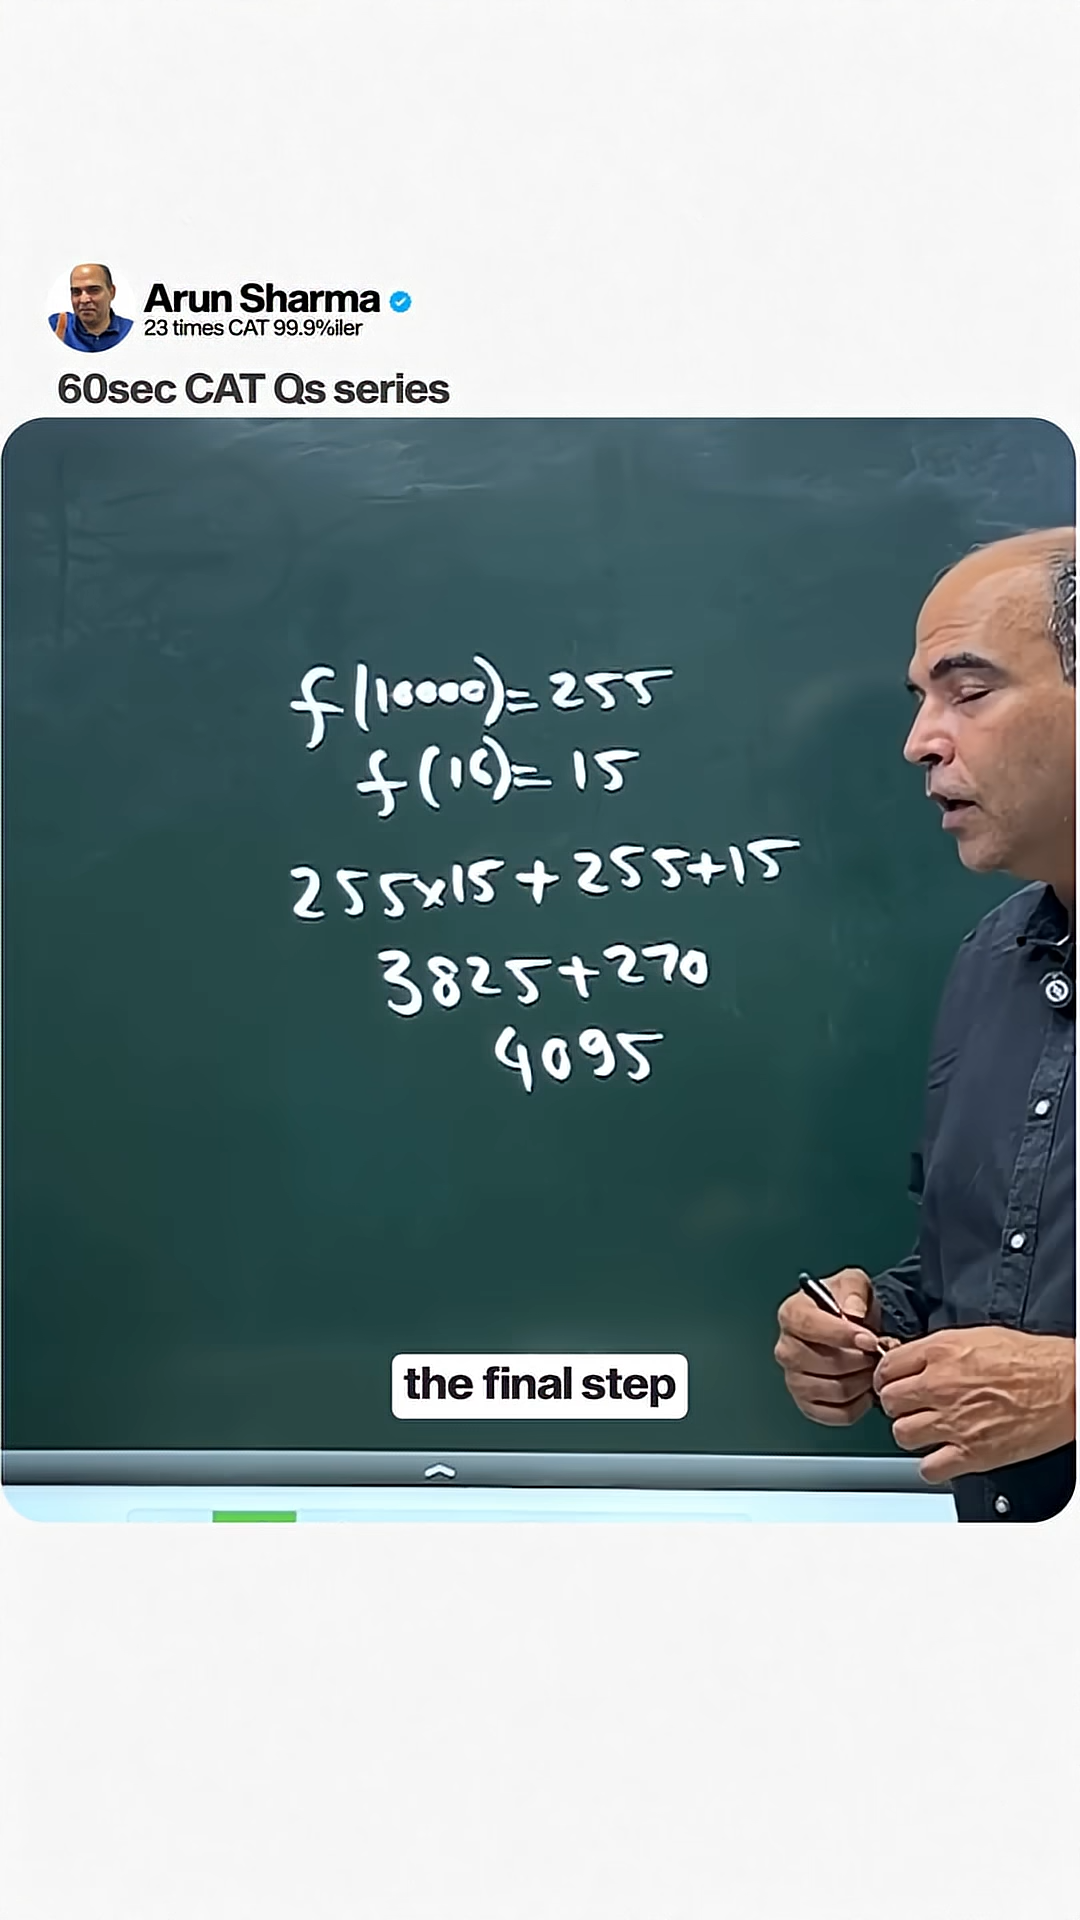 Arun Sharma
23 times CAT 99.9%iler
60sec CAT Qs series
f(10000)=255
f(16)=15
255x15+255+15
3825+270
4095
the final step